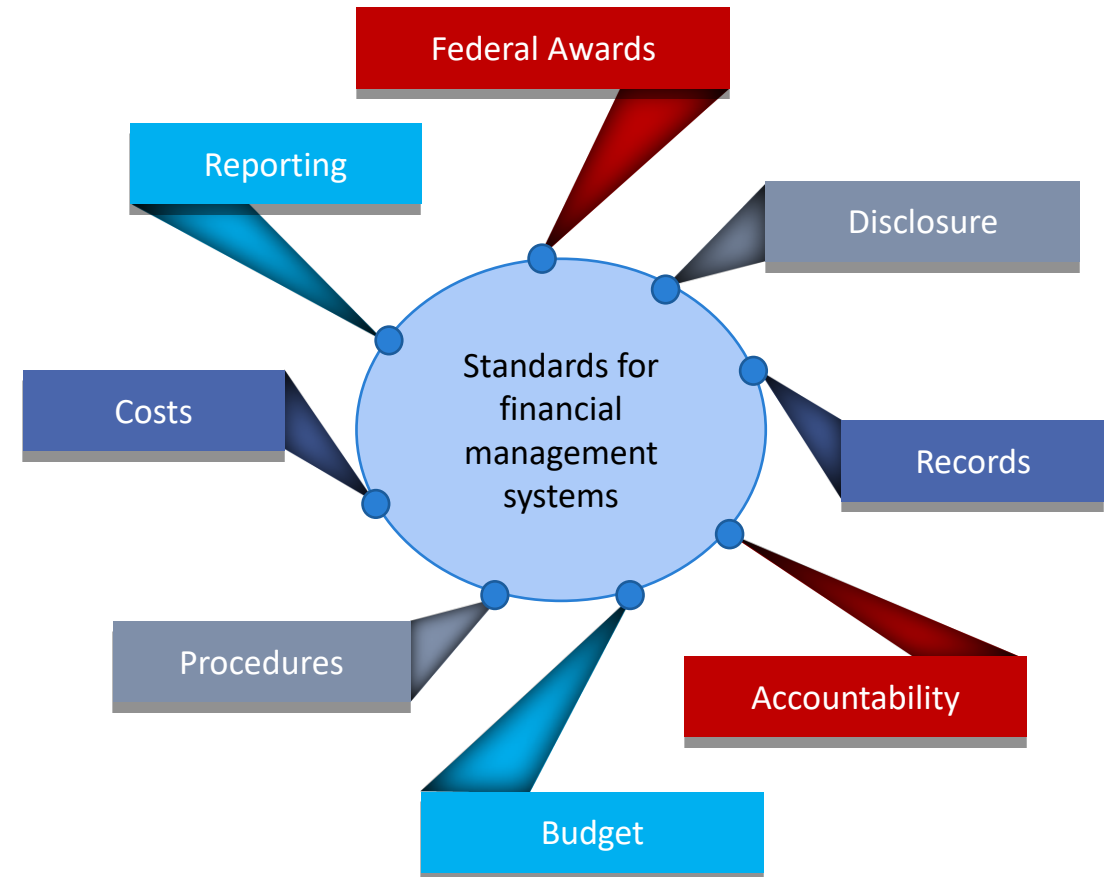 Federal Awards
Reporting
Disclosure
Standards for
financial
management
systems
Costs
Records
Procedures
Accountability
Budget